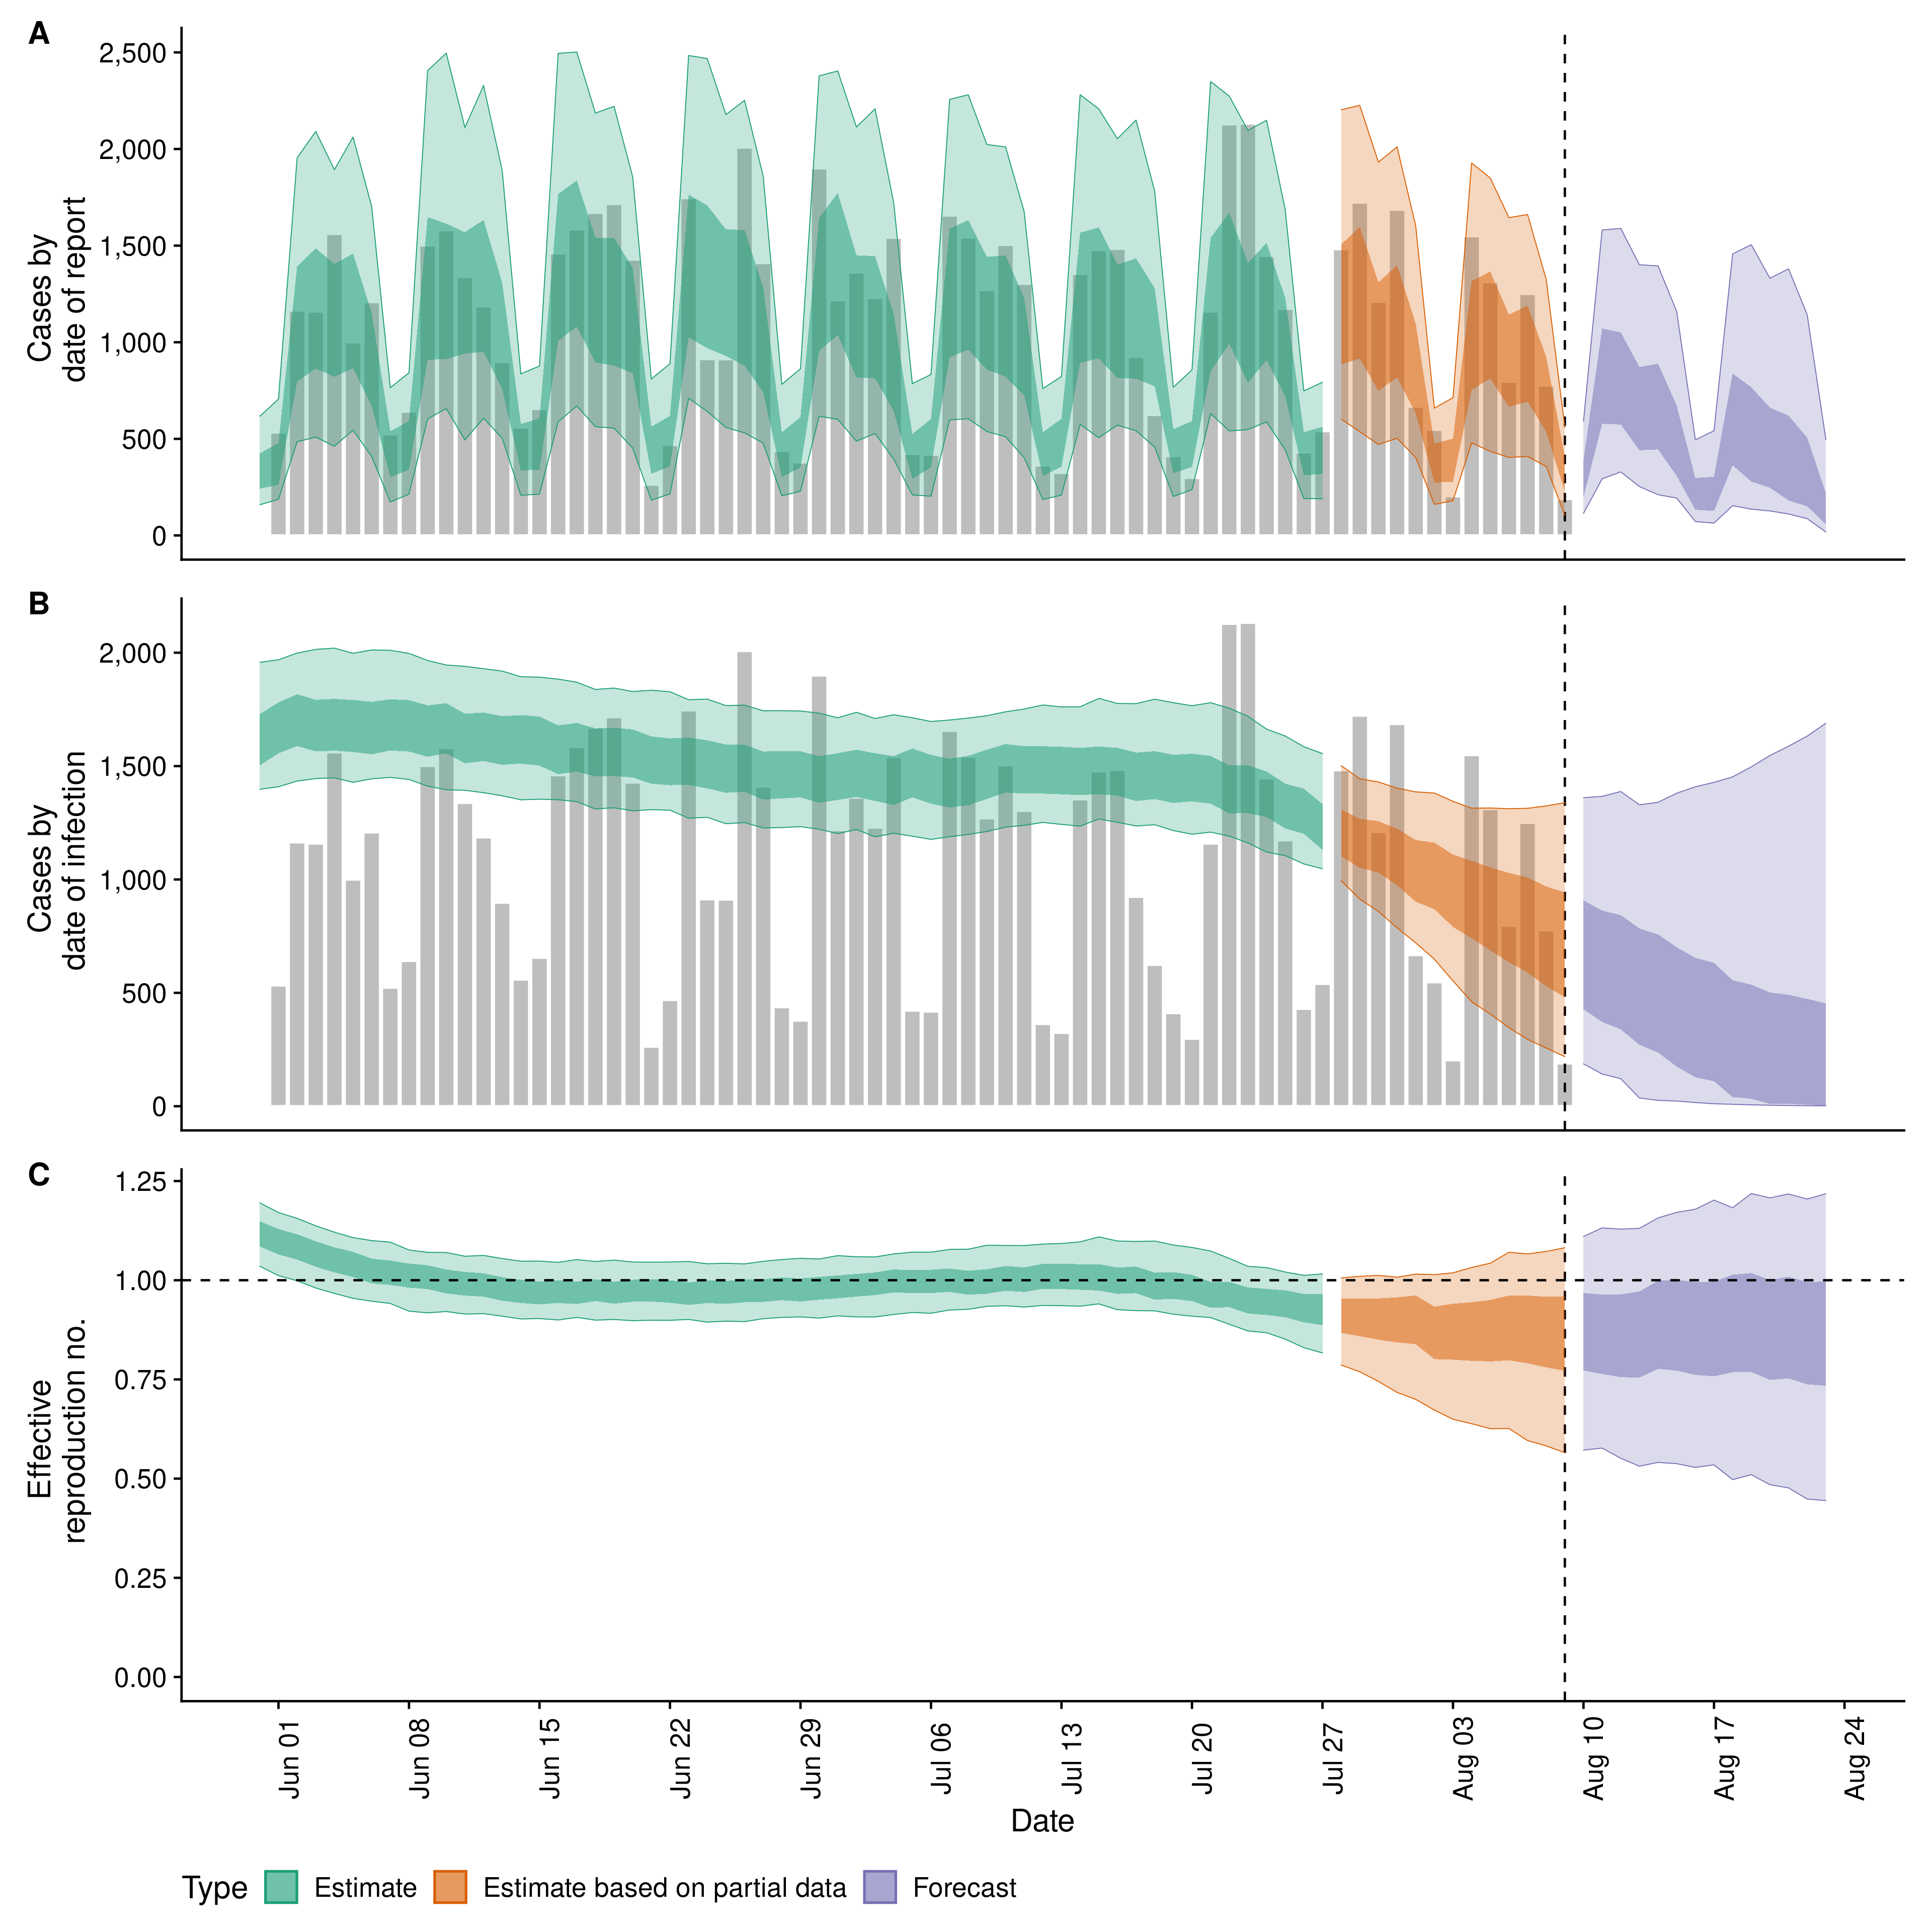 A
2,500
2,000
1,500
1,000
500
0
Cases by
date of report
B
2,000
1,500
1,000
500
0
Cases by
date of infection
C
1.25
1.00
0.75
0.50
0.25
0.00
Effective
reproduction no.
Jun 01
Jun 08
Jun 15
Jun 22
Jun 29
Jul 06
Jul 13
Jul 20
Jul 27
Aug 03
Aug 10
Aug 17
Aug 24
Date
Type Estimate Estimate based on partial data Forecast